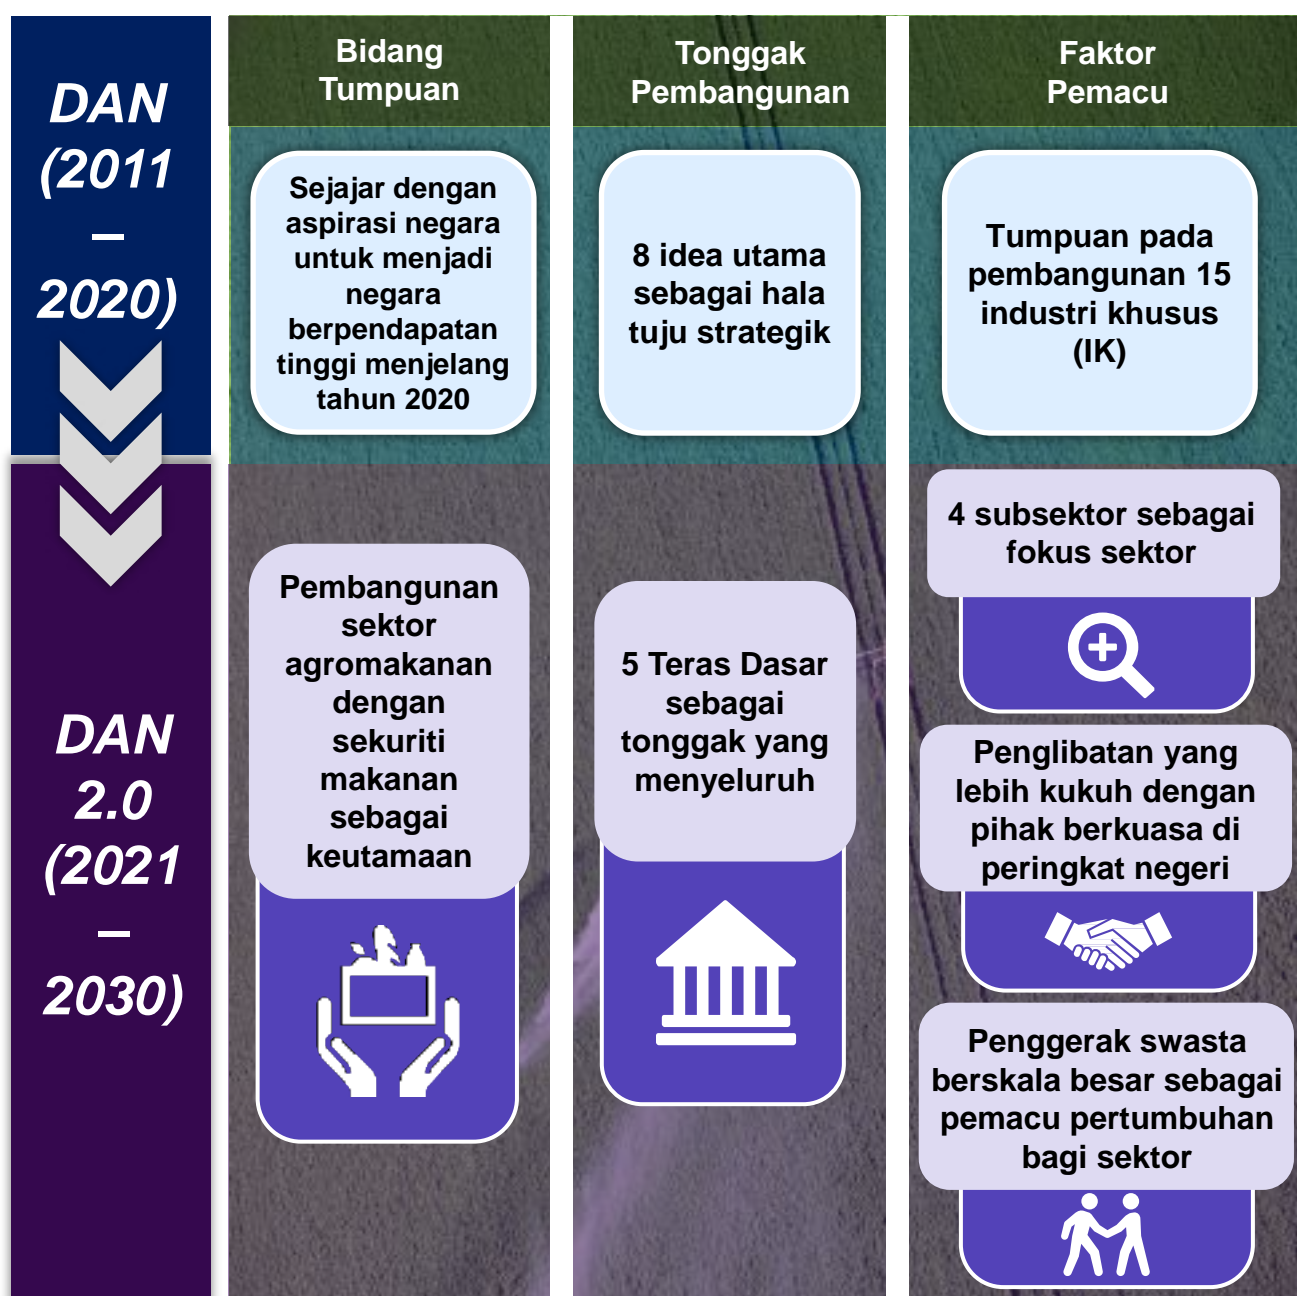 DAN
(2011
–
2020)
Bidang
Tumpuan
Tonggak
Pembangunan
Faktor
Pemacu
Sejajar dengan
aspirasi negara
untuk menjadi
negara
berpendapatan
tinggi menjelang
tahun 2020
8 idea utama
sebagai hala
tuju strategik
Tumpuan pada
pembangunan 15
industri khusus
(IK)
DAN
2.0
(2021
–
2030)
Pembangunan
sektor
agromakanan
dengan
sekuriti
makanan
sebagai
keutamaan
5 Teras Dasar
sebagai
tonggak yang
menyeluruh
4 subsektor sebagai
fokus sektor
Penglibatan yang
lebih kukuh dengan
pihak berkuasa di
peringkat negeri
Penggerak swasta
berskala besar sebagai
pemacu pertumbuhan
bagi sektor